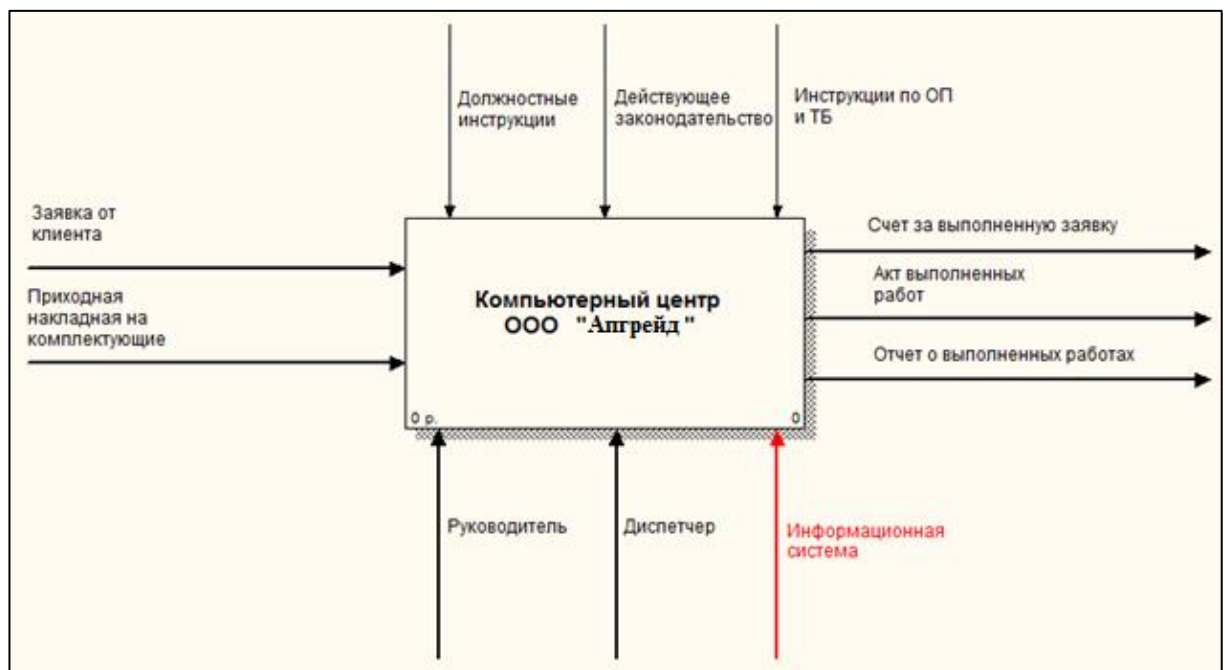 Должностные
инструкции
Действующее
законодательство
Инструкции по ОП
и ТБ
Заявка от
клиента
Приходная
накладная на
комплектующие
Компьютерный центр
ООО "Апгрейд"
0 р.
0
Счет за выполненную заявку
Акт выполненных
работ
Отчет о выполненных работах
Руководитель
Диспетчер
Информационная
система